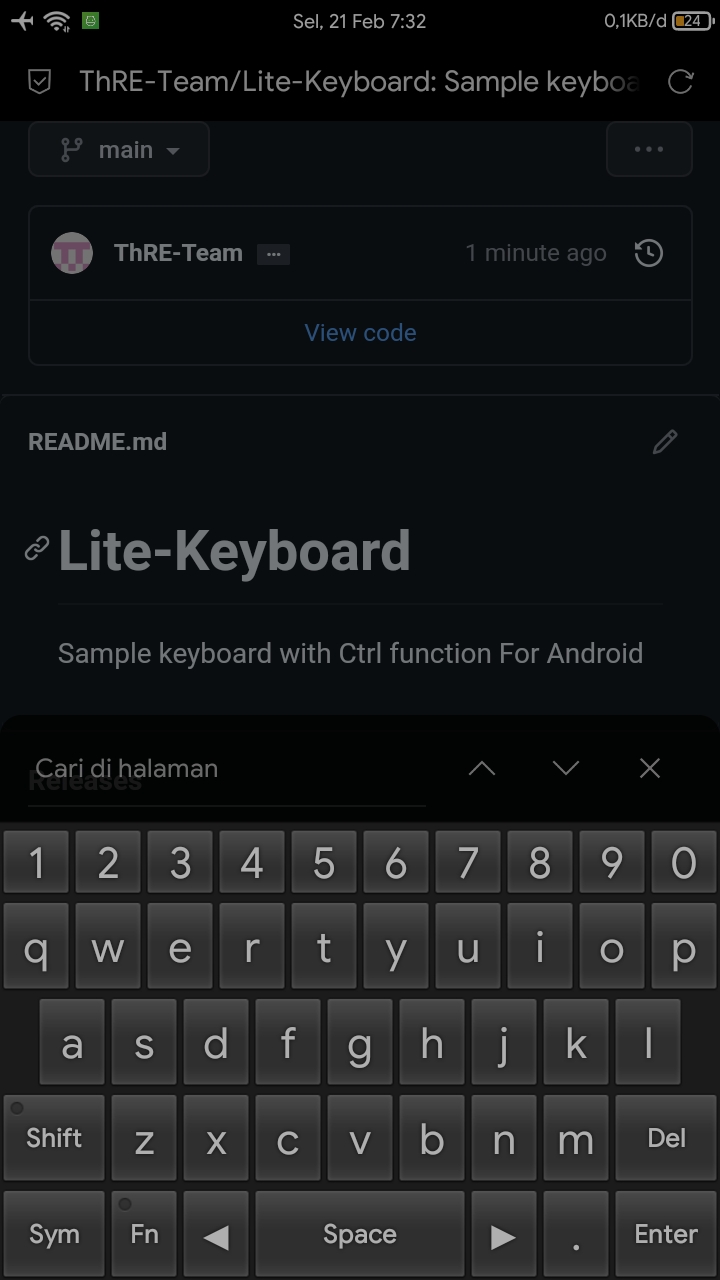 Sel, 21 Feb 7:32
0,1KB/d 24
ThRE-Team/Lite-Keyboard: Sample keyboa
main
ThRE-Team
1 minute ago
View code
README.md
Lite-Keyboard
Sample keyboard with Ctrl function For Android
Cari di halaman
Releases
1 2 3 4 5 6 7 8 9 0
q w e r t y u i o p
a s d f g h j k l
Shift z x c v b n m Del
Sym Fn ◀ Space ▶ . Enter